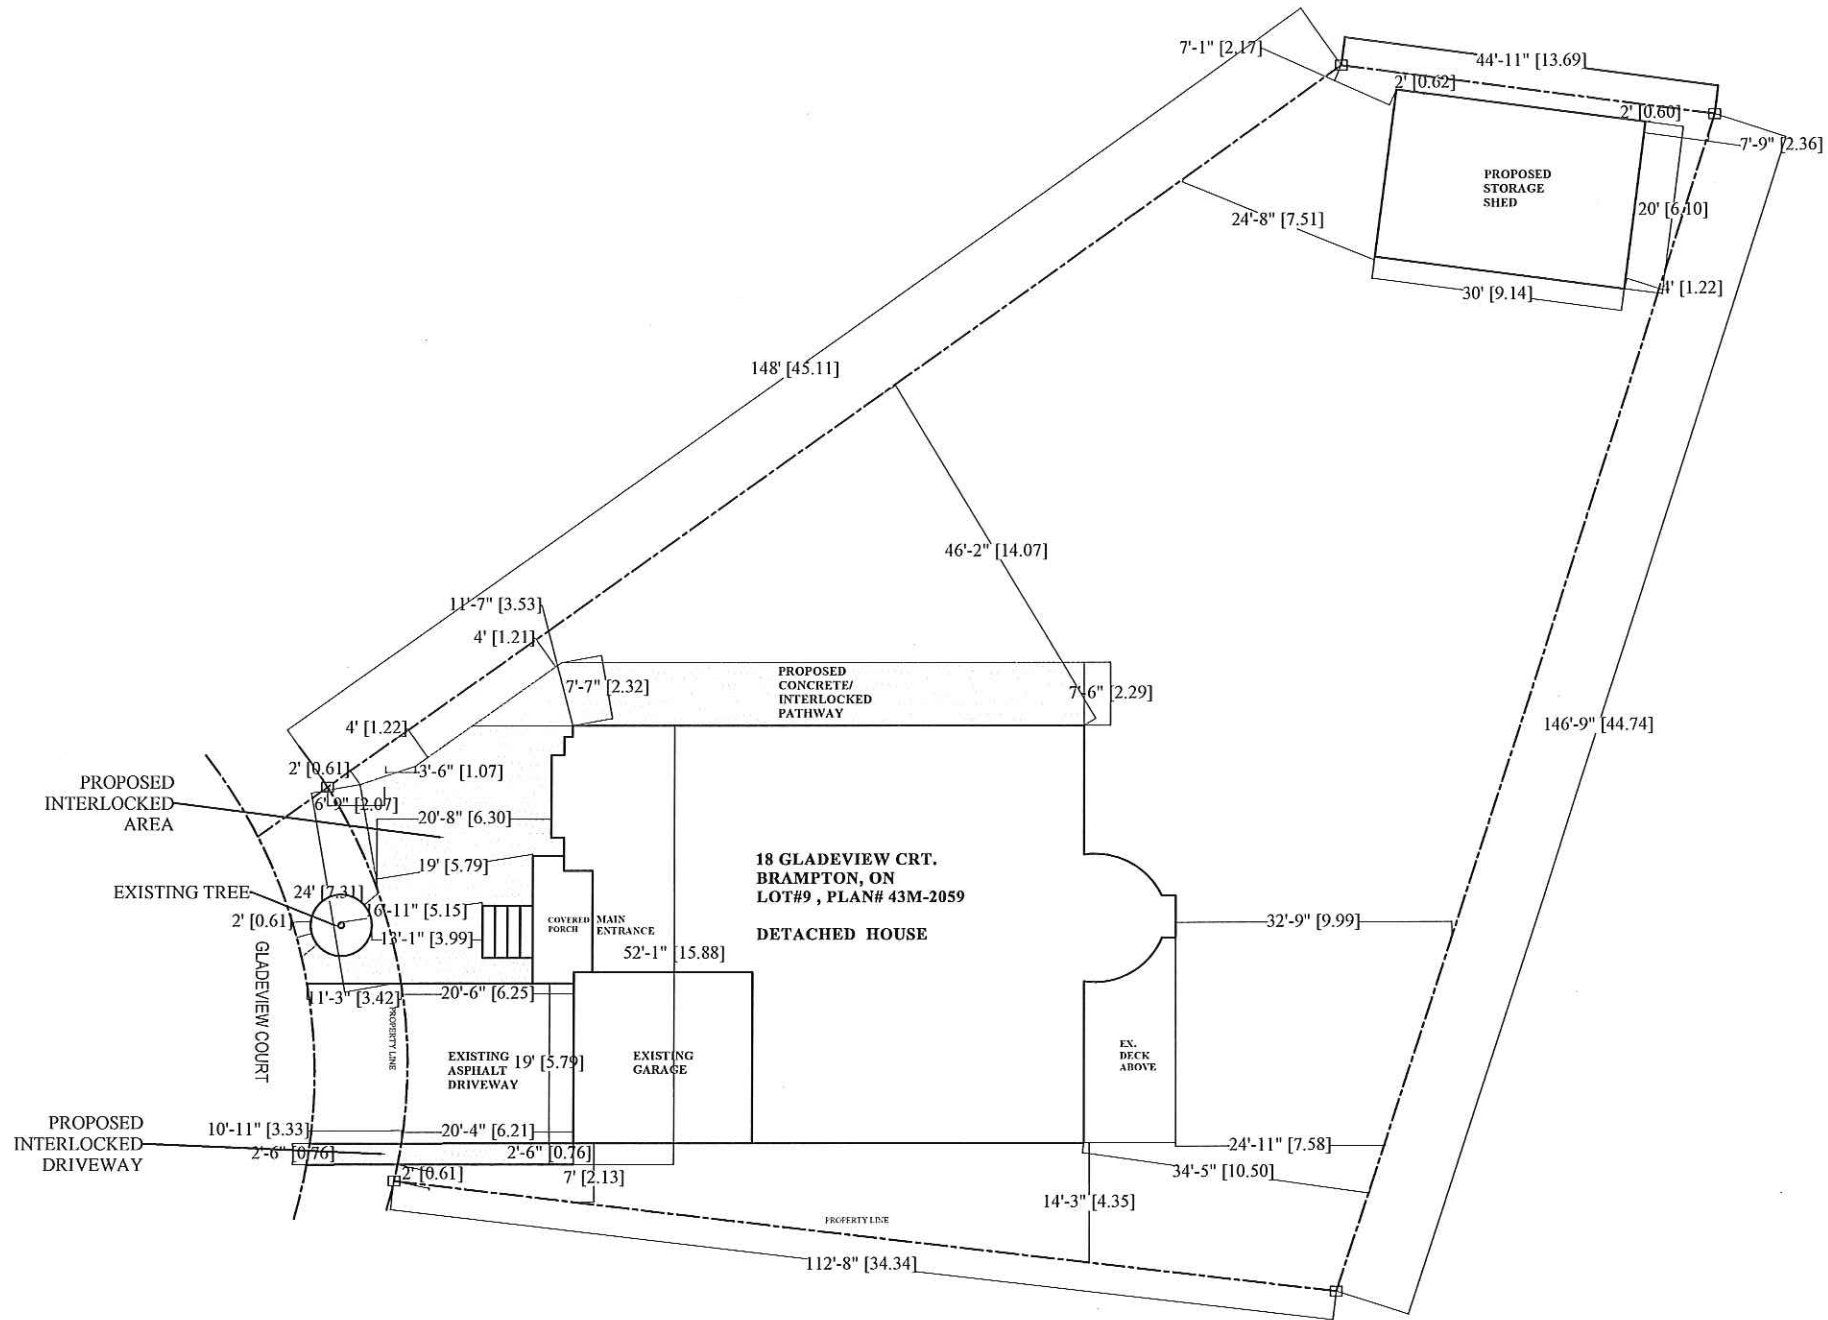 7'-1" [2.17]
44'-11" [13.69]
2' [0.62]
2' [0.60]
7'-9" [2.36]
PROPOSED
STORAGE
SHED
20' [6.10]
24'-8" [7.51]
4' [1.22]
30' [9.14]
148' [45.11]
46'-2" [14.07]
11'-7" [3.53]
4' [1.21]
7'-7" [2.32]
PROPOSED
CONCRETE/
INTERLOCKED
PATHWAY
7'-6" [2.29]
146'-9" [44.74]
4' [1.22]
2' [0.61]
3'-6" [1.07]
6'-9" [2.07]
PROPOSED
INTERLOCKED
AREA
20'-8" [6.30]
19' [5.79]
18 GLADEVIEW CRT.
BRAMPTON, ON
LOT#9 , PLAN# 43M-2059
DETACHED HOUSE
EXISTING TREE
24' [7.31]
16'-11" [5.15]
2' [0.61]
13'-1" [3.99]
COVERED
PORCH
MAIN
ENTRANCE
32'-9" [9.99]
52'-1" [15.88]
GLADEVIEW COURT
11'-3" [3.42]
20'-6" [6.25]
PROPERTY LINE
EXISTING
ASPHALT
DRIVEWAY
19' [5.79]
EXISTING
GARAGE
EX.
DECK
ABOVE
PROPOSED
INTERLOCKED
DRIVEWAY
10'-11" [3.33]
20'-4" [6.21]
2'-6" [0.76]
2'-6" [0.76]
24'-11" [7.58]
2' [0.61]
7' [2.13]
34'-5" [10.50]
14'-3" [4.35]
PROPERTY LINE
112'-8" [34.34]